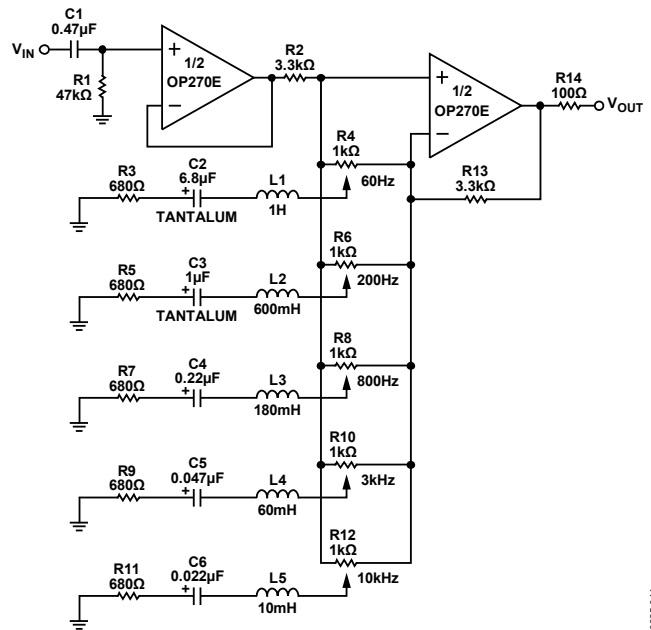 C1
0.47µF
VIN
R1
47kΩ
+
1/2
OP270E
–
R2
3.3kΩ
+
1/2
OP270E
–
R14
100Ω
VOUT
R13
3.3kΩ
R3
680Ω
C2
6.8µF
+
TANTALUM
L1
1H
R4
1kΩ
60Hz
R5
680Ω
C3
1µF
+
TANTALUM
L2
600mH
R6
1kΩ
200Hz
R7
680Ω
C4
0.22µF
+
L3
180mH
R8
1kΩ
800Hz
R9
680Ω
C5
0.047µF
+
L4
60mH
R10
1kΩ
3kHz
R11
680Ω
C6
0.022µF
+
L5
10mH
R12
1kΩ
10kHz